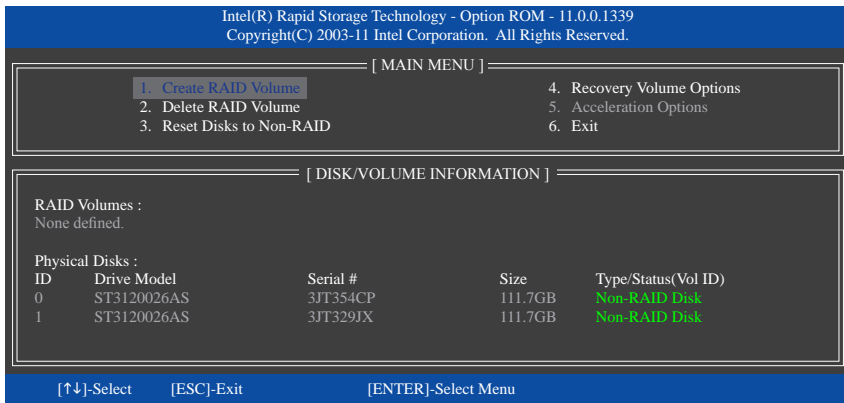 Intel(R) Rapid Storage Technology - Option ROM - 11.0.0.1339
Copyright(C) 2003-11 Intel Corporation. All Rights Reserved.
[ MAIN MENU ]
1. Create RAID Volume
2. Delete RAID Volume
3. Reset Disks to Non-RAID
4. Recovery Volume Options
5. Acceleration Options
6. Exit
[ DISK/VOLUME INFORMATION ]
RAID Volumes :
None defined.
Physical Disks :
ID Drive Model Serial # Size Type/Status(Vol ID)
0 ST3120026AS 3JT354CP 111.7GB Non-RAID Disk
1 ST3120026AS 3JT329JX 111.7GB Non-RAID Disk
[↑↓]-Select [ESC]-Exit [ENTER]-Select Menu